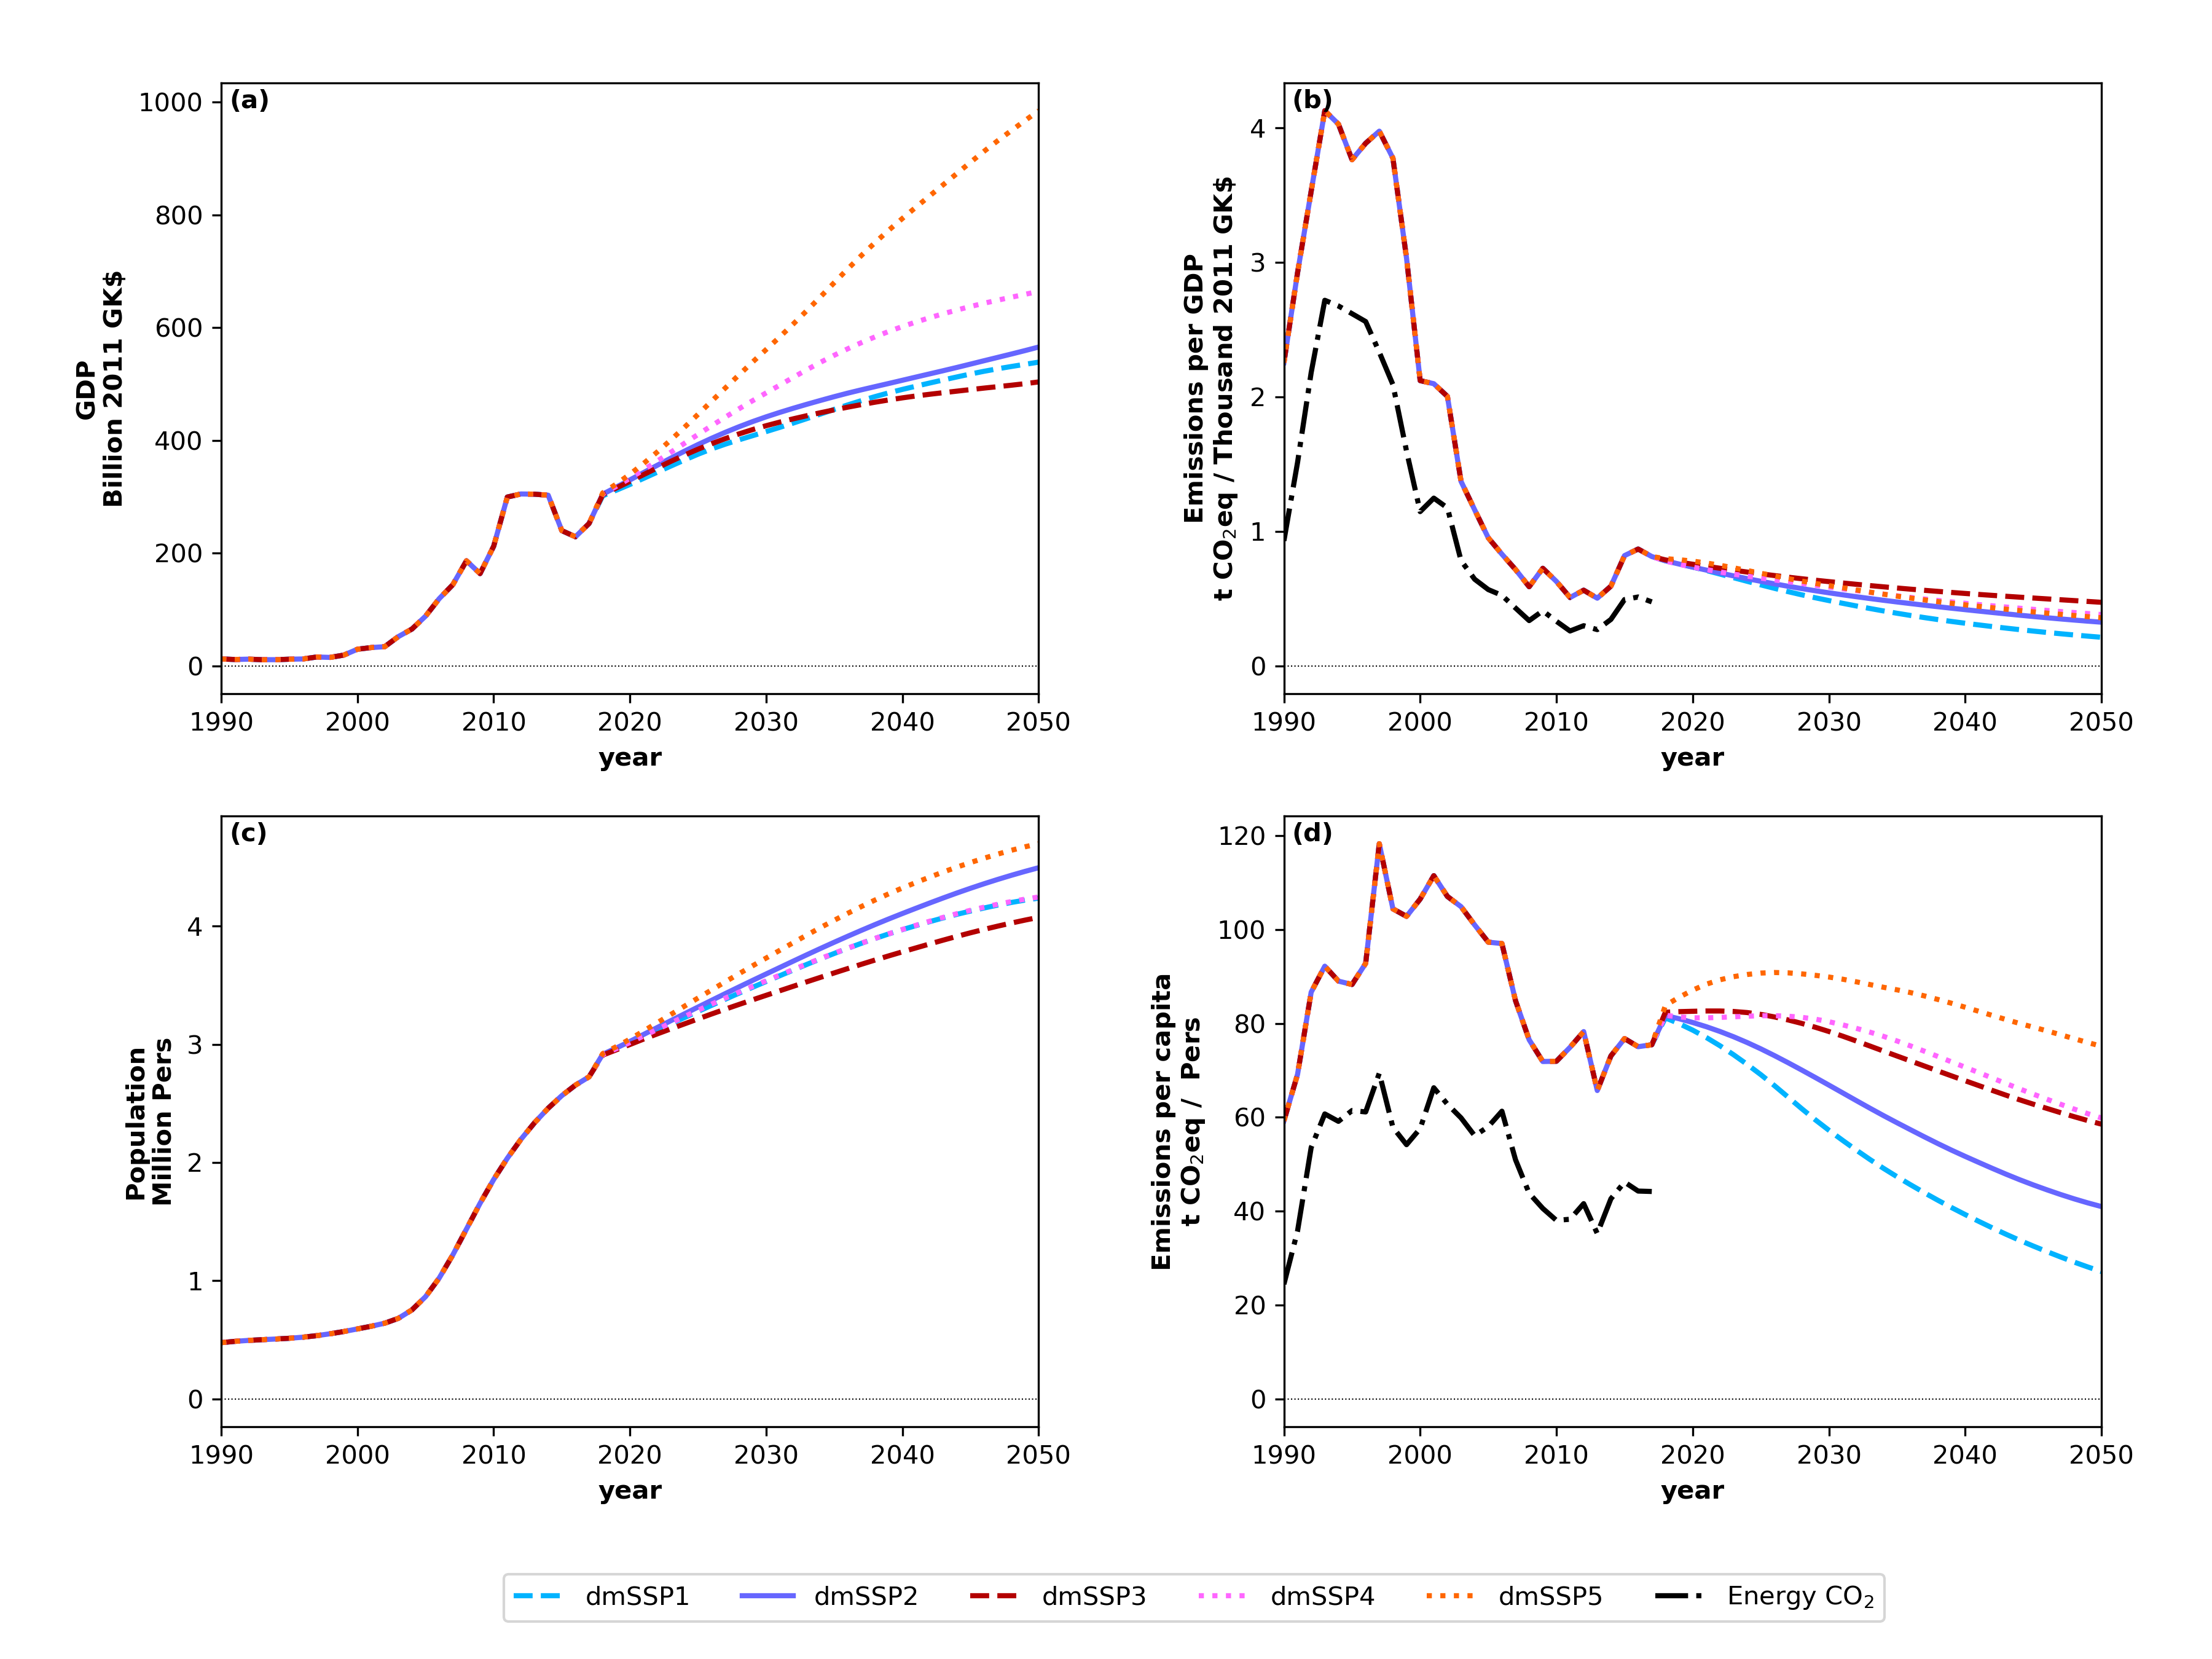 (a)
1000
800
600
400
200
0
GDP
Billion 2011 GK$
1990 2000 2010 2020 2030 2040 2050
year
(b)
4
3
2
1
0
Emissions per GDP
t CO₂eq / Thousand 2011 GK$
1990 2000 2010 2020 2030 2040 2050
year
(c)
4
3
2
1
0
Population
Million Pers
1990 2000 2010 2020 2030 2040 2050
year
(d)
120
100
80
60
40
20
0
Emissions per capita
t CO₂eq / Pers
1990 2000 2010 2020 2030 2040 2050
year
dmSSP1 dmSSP2 dmSSP3 dmSSP4 dmSSP5 Energy CO₂